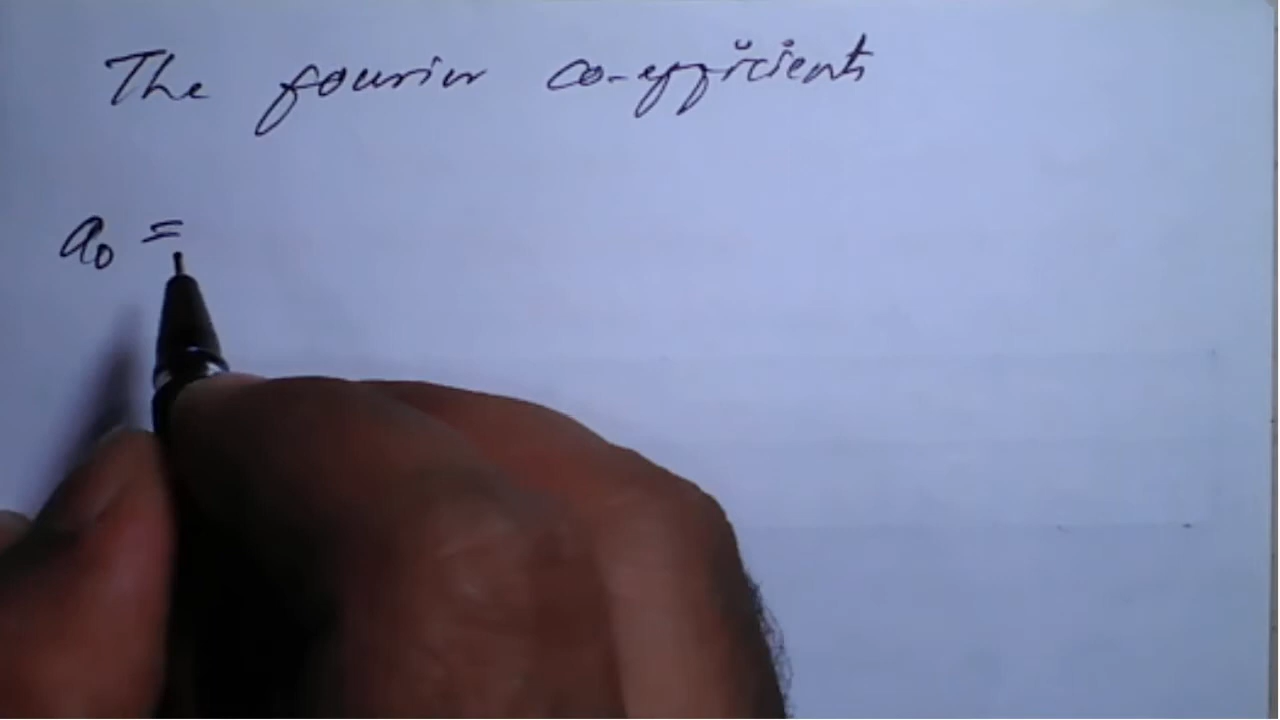 The fourier co-efficients
a₀ =